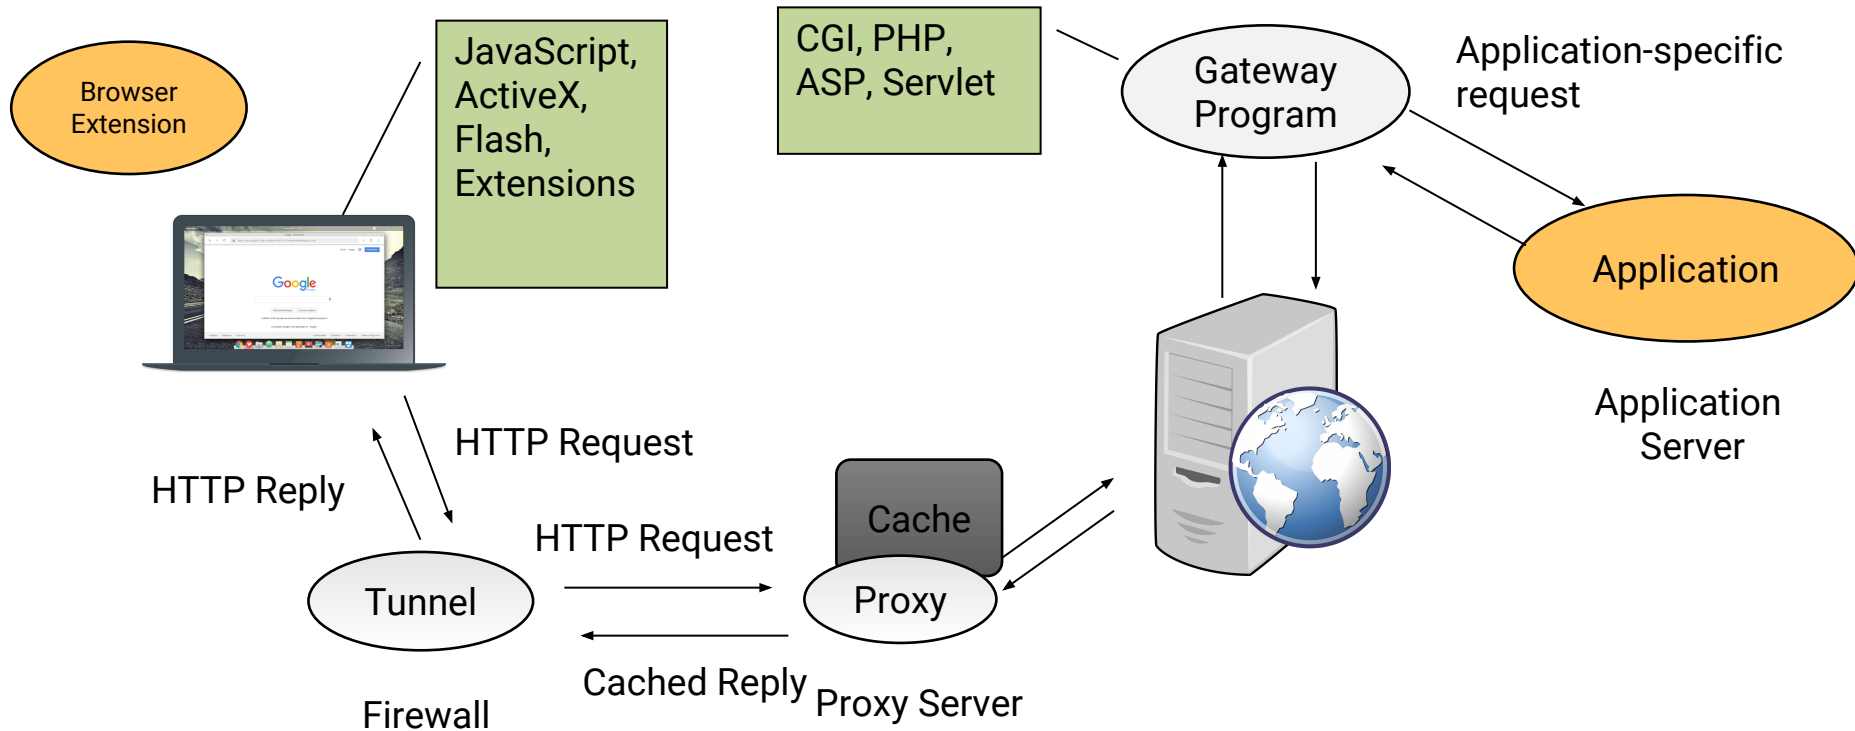 Browser
Extension
JavaScript,
ActiveX,
Flash,
Extensions
CGI, PHP,
ASP, Servlet
Gateway
Program
Application-specific
request
Application
Application
Server
Google
HTTP Request
HTTP Reply
HTTP Request
Cache
Tunnel
Proxy
Cached Reply
Proxy Server
Firewall